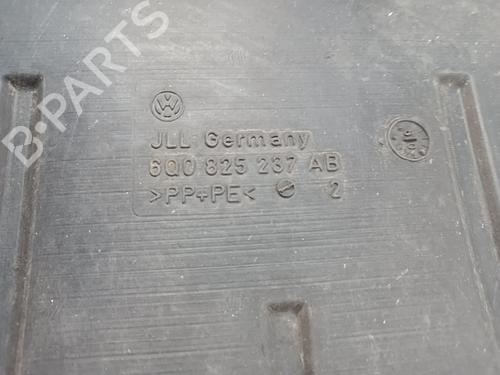 B-PARTS
JLL Germany
6Q0 825 237 AB
>PP+PE< 2